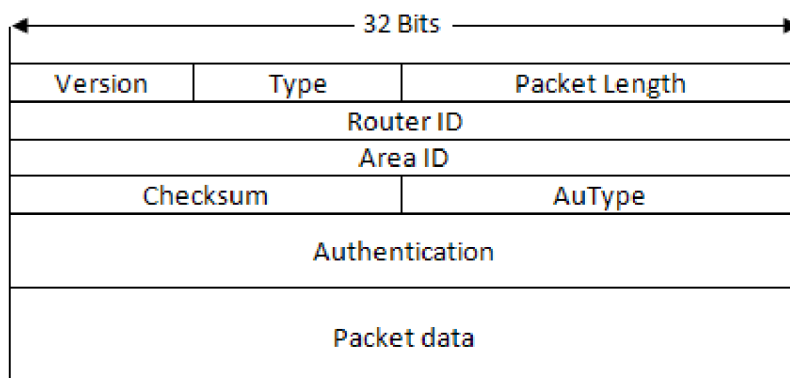 32 Bits
Version Type Packet Length
Router ID
Area ID
Checksum AuType
Authentication
Packet data